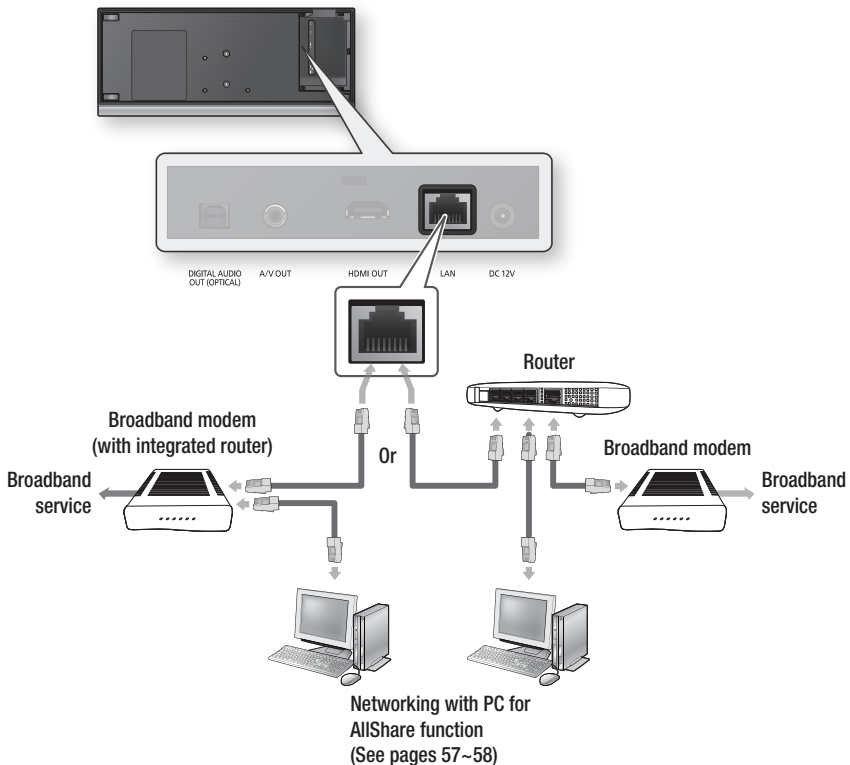 DIGITAL AUDIO
OUT (OPTICAL)
A/V OUT
HDMI OUT
LAN
DC 12V
Router
Broadband modem
(with integrated router)
Or
Broadband modem
Broadband
service
Broadband
service
Networking with PC for
AllShare function
(See pages 57~58)